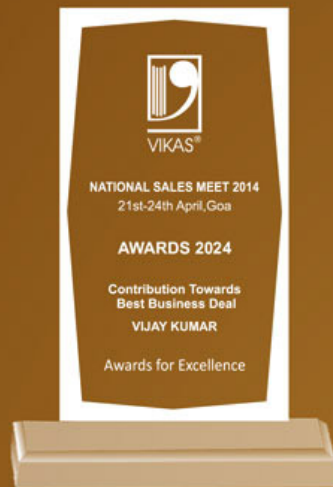 VIKAS®
NATIONAL SALES MEET 2014
21st-24th April,Goa
AWARDS 2024
Contribution Towards
Best Business Deal
VIJAY KUMAR
Awards for Excellence